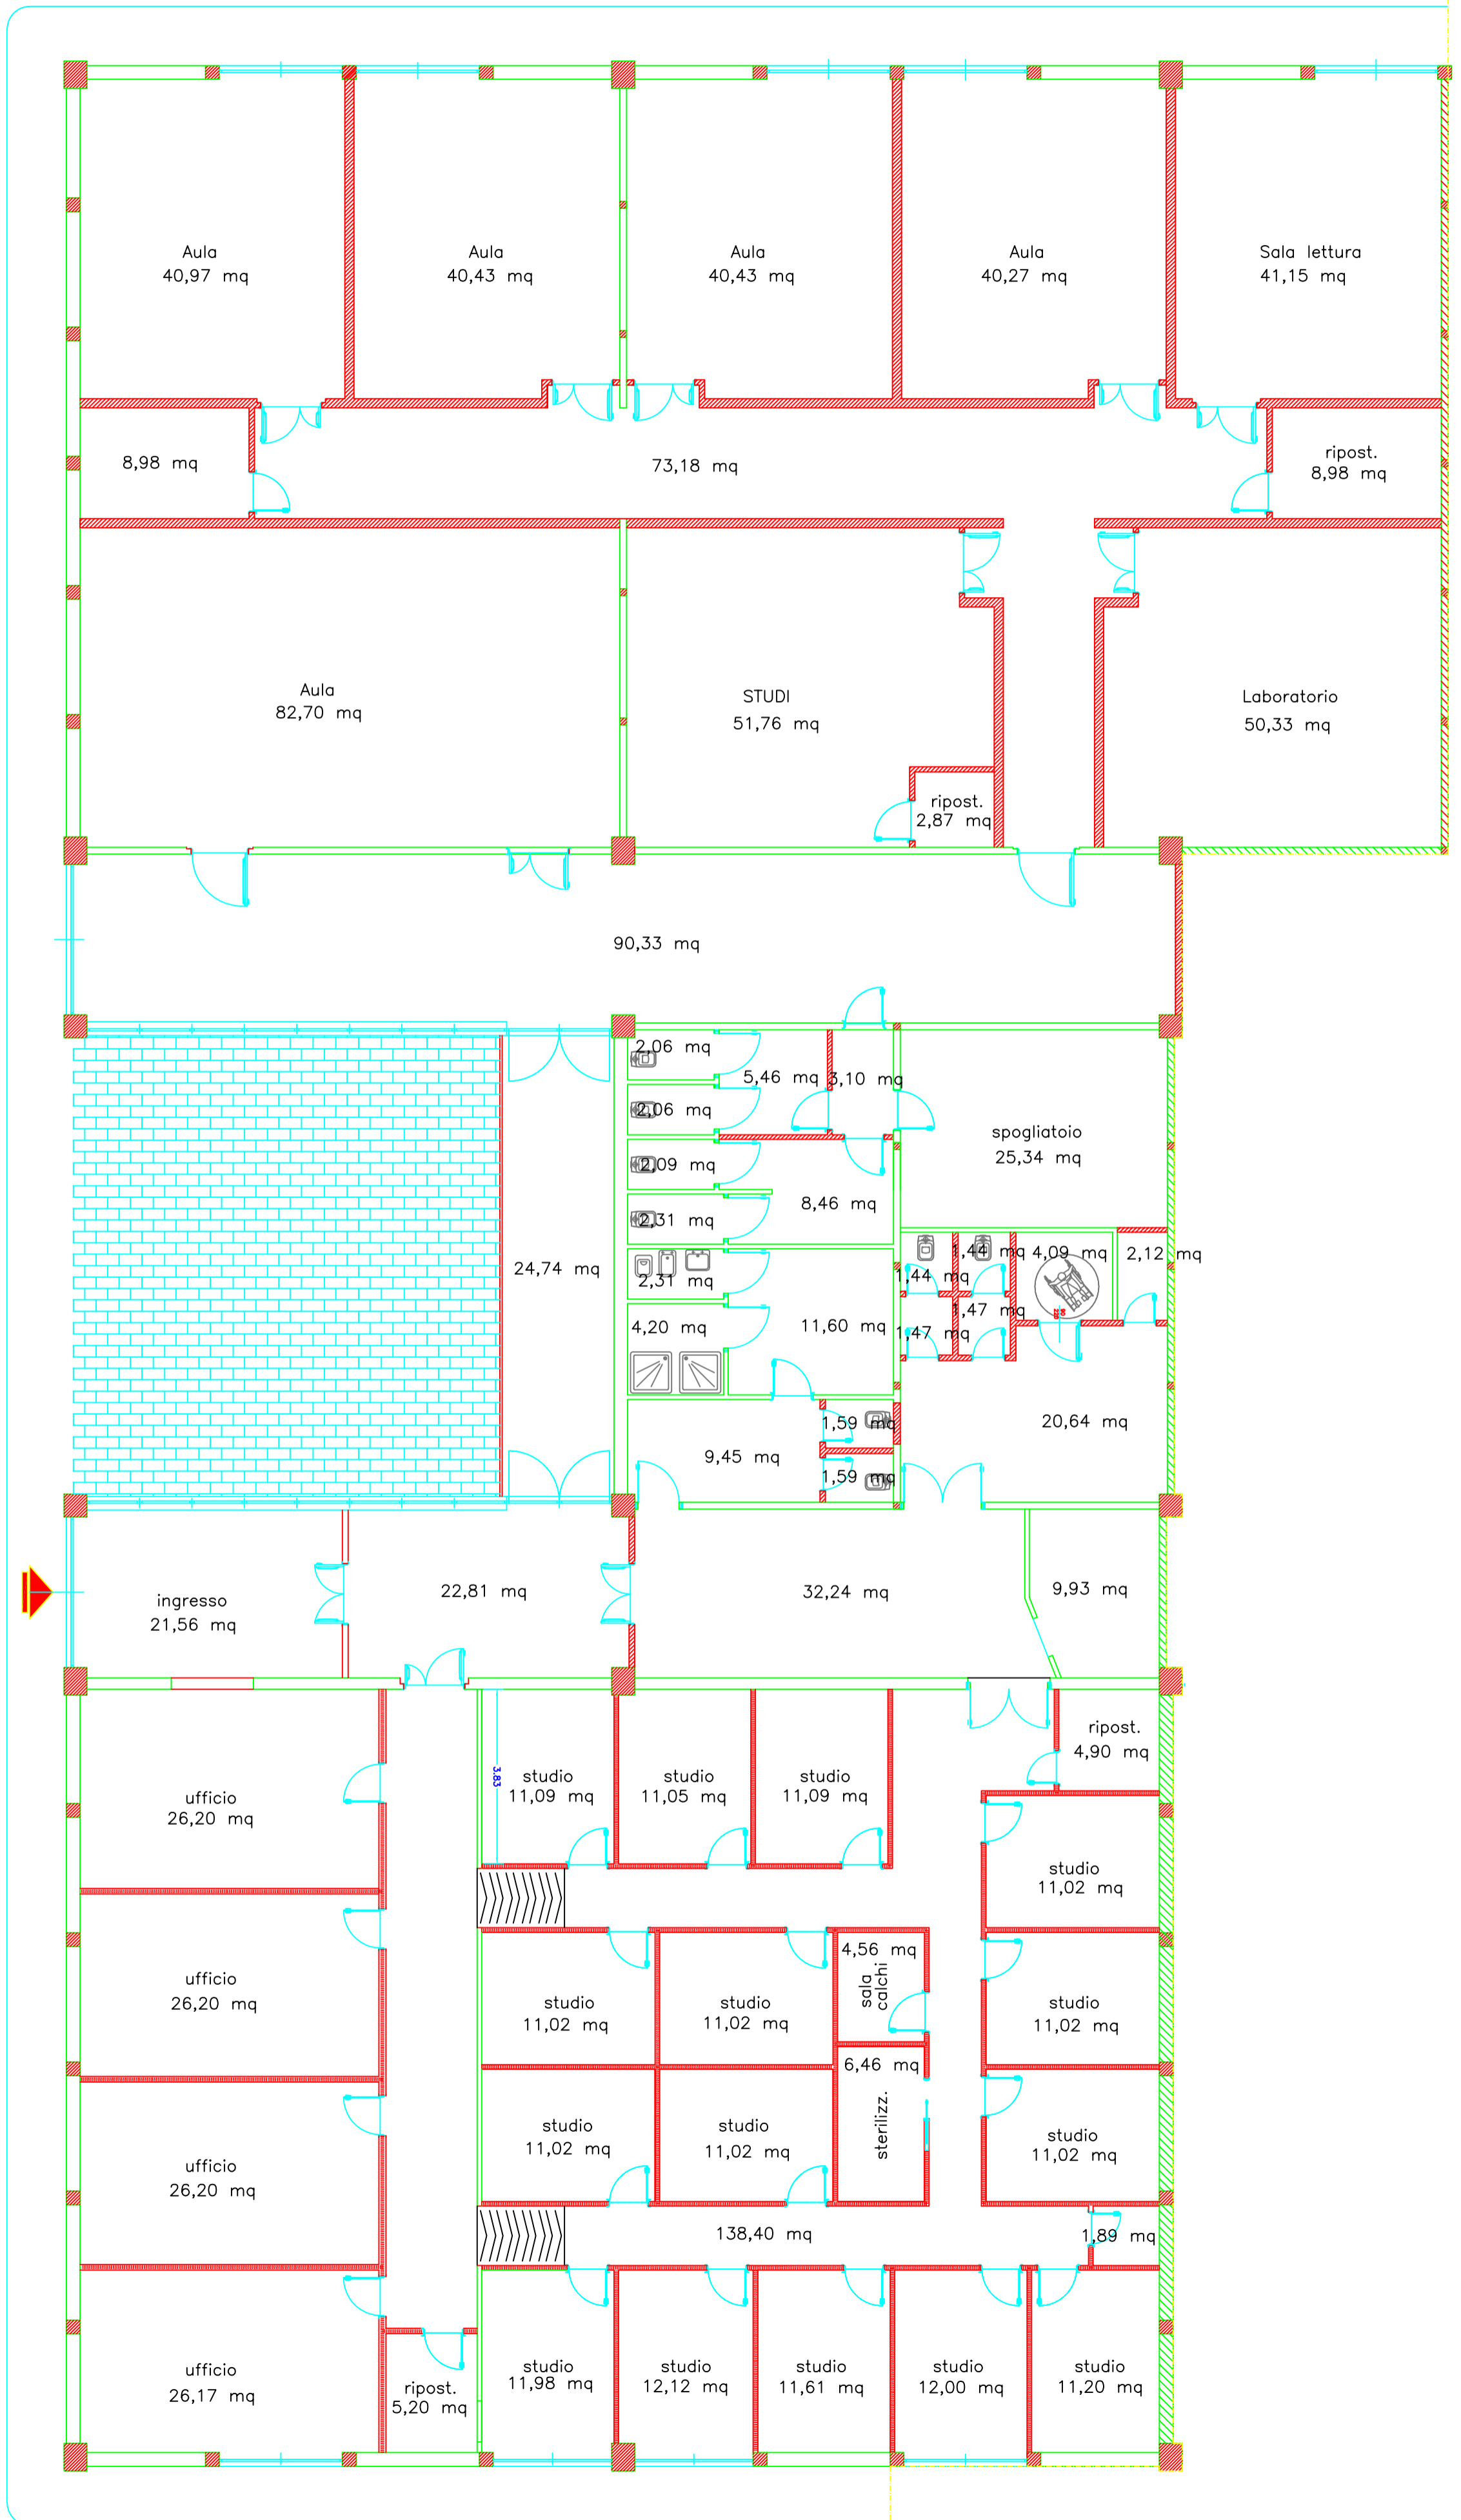 Aula
40,97 mq
Aula
40,43 mq
Aula
40,43 mq
Aula
40,27 mq
Sala lettura
41,15 mq
8,98 mq
73,18 mq
ripost.
8,98 mq
Aula
82,70 mq
STUDI
51,76 mq
Laboratorio
50,33 mq
ripost.
2,87 mq
90,33 mq
2,06 mq
5,46 mq
3,10 mq
2,06 mq
spogliatoio
25,34 mq
2,09 mq
8,46 mq
2,31 mq
24,74 mq
2,31 mq
1,44 mq
1,44 mq
4,09 mq
2,12 mq
4,20 mq
11,60 mq
1,47 mq
1,47 mq
1,59 mq
20,64 mq
9,45 mq
1,59 mq
ingresso
21,56 mq
22,81 mq
32,24 mq
9,93 mq
ripost.
4,90 mq
3.83
ufficio
26,20 mq
studio
11,09 mq
studio
11,05 mq
studio
11,09 mq
studio
11,02 mq
ufficio
26,20 mq
studio
11,02 mq
studio
11,02 mq
4,56 mq
sala
calchi
studio
11,02 mq
6,46 mq
sterilizz.
ufficio
26,20 mq
studio
11,02 mq
studio
11,02 mq
studio
11,02 mq
138,40 mq
1,89 mq
ufficio
26,17 mq
ripost.
5,20 mq
studio
11,98 mq
studio
12,12 mq
studio
11,61 mq
studio
12,00 mq
studio
11,20 mq